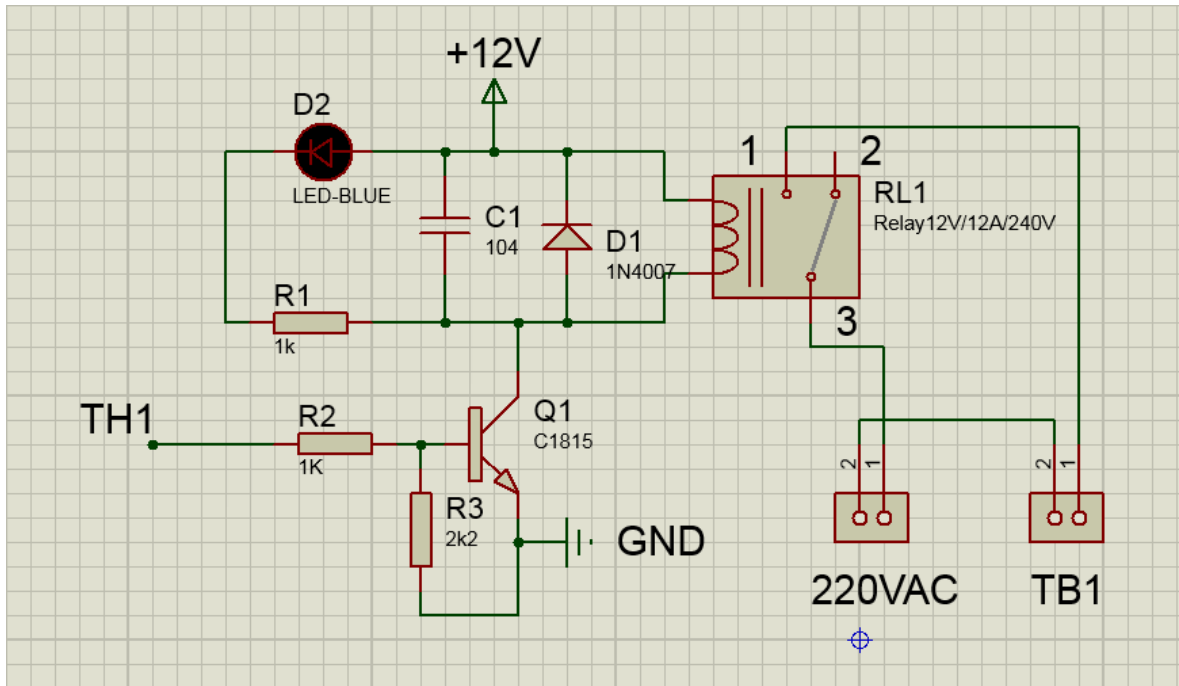 +12V
D2
LED-BLUE
C1
104
D1
1N4007
1
2
RL1
Relay12V/12A/240V
3
R1
1k
TH1
R2
1K
Q1
C1815
R3
2k2
GND
2
1
2
1
220VAC
TB1